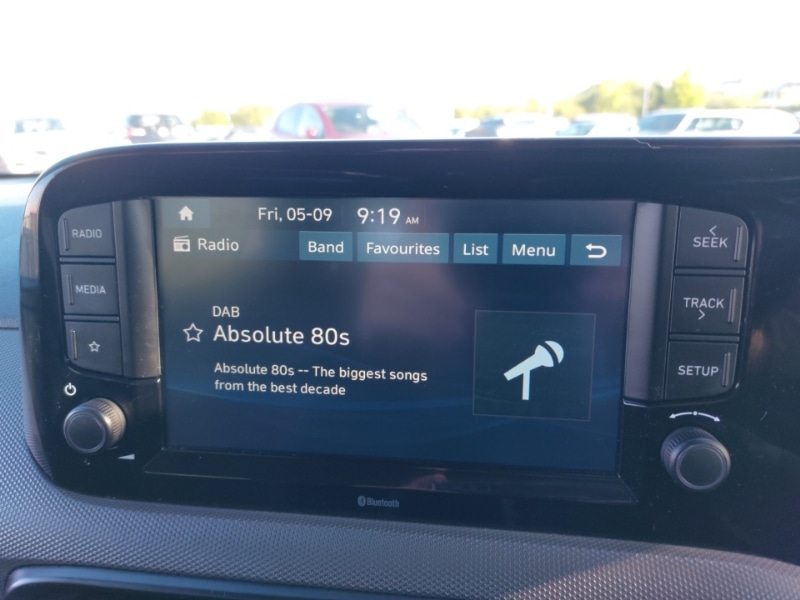 Fri, 05-09 9:19 AM
Radio Band Favourites List Menu
DAB
Absolute 80s
Absolute 80s -- The biggest songs
from the best decade
RADIO
MEDIA
< SEEK
TRACK >
SETUP
Bluetooth